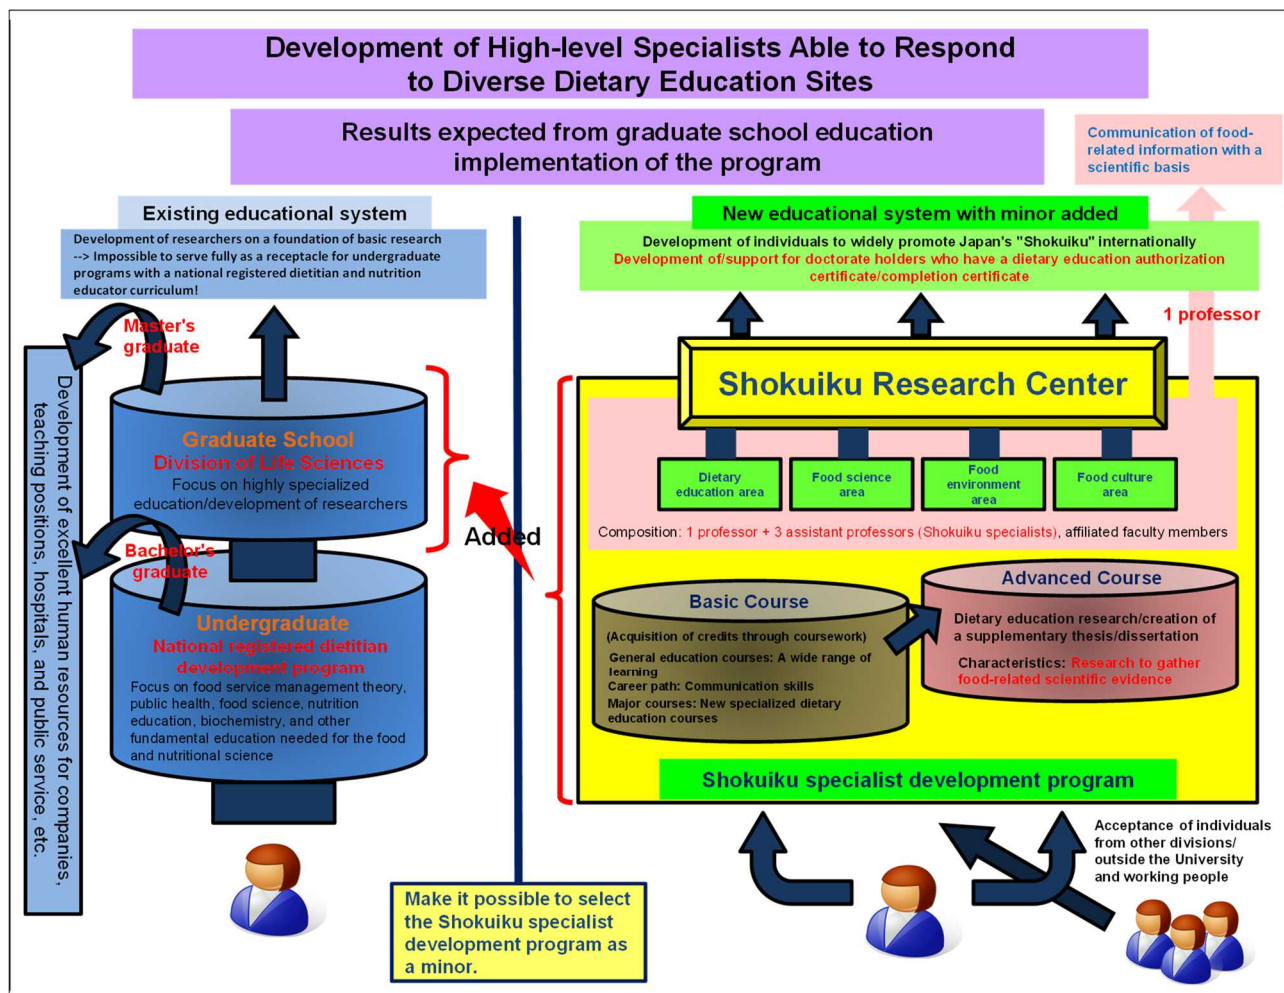 Development of High-level Specialists Able to Respond
to Diverse Dietary Education Sites
Results expected from graduate school education
implementation of the program
Communication of food-
related information with a
scientific basis
Existing educational system
Development of researchers on a foundation of basic research
--> Impossible to serve fully as a receptacle for undergraduate
programs with a national registered dietitian and nutrition
educator curriculum!
Master's
graduate
Development of excellent human resources for companies,
teaching positions, hospitals, and public service, etc.
Graduate School
Division of Life Sciences
Focus on highly specialized
education/development of researchers
Bachelor's
graduate
Undergraduate
National registered dietitian
development program
Focus on food service management theory,
public health, food science, nutrition
education, biochemistry, and other
fundamental education needed for the food
and nutritional science
Added
Make it possible to select
the Shokuiku specialist
development program as
a minor.
New educational system with minor added
Development of individuals to widely promote Japan's "Shokuiku" internationally
Development of/support for doctorate holders who have a dietary education authorization
certificate/completion certificate
1 professor
Shokuiku Research Center
Dietary
education area
Food science
area
Food
environment
area
Food culture
area
Composition: 1 professor + 3 assistant professors (Shokuiku specialists), affiliated faculty members
Basic Course
(Acquisition of credits through coursework)
General education courses: A wide range of
learning
Career path: Communication skills
Major courses: New specialized dietary
education courses
Advanced Course
Dietary education research/creation of
a supplementary thesis/dissertation
Characteristics: Research to gather
food-related scientific evidence
Shokuiku specialist development program
Acceptance of individuals
from other divisions/
outside the University
and working people